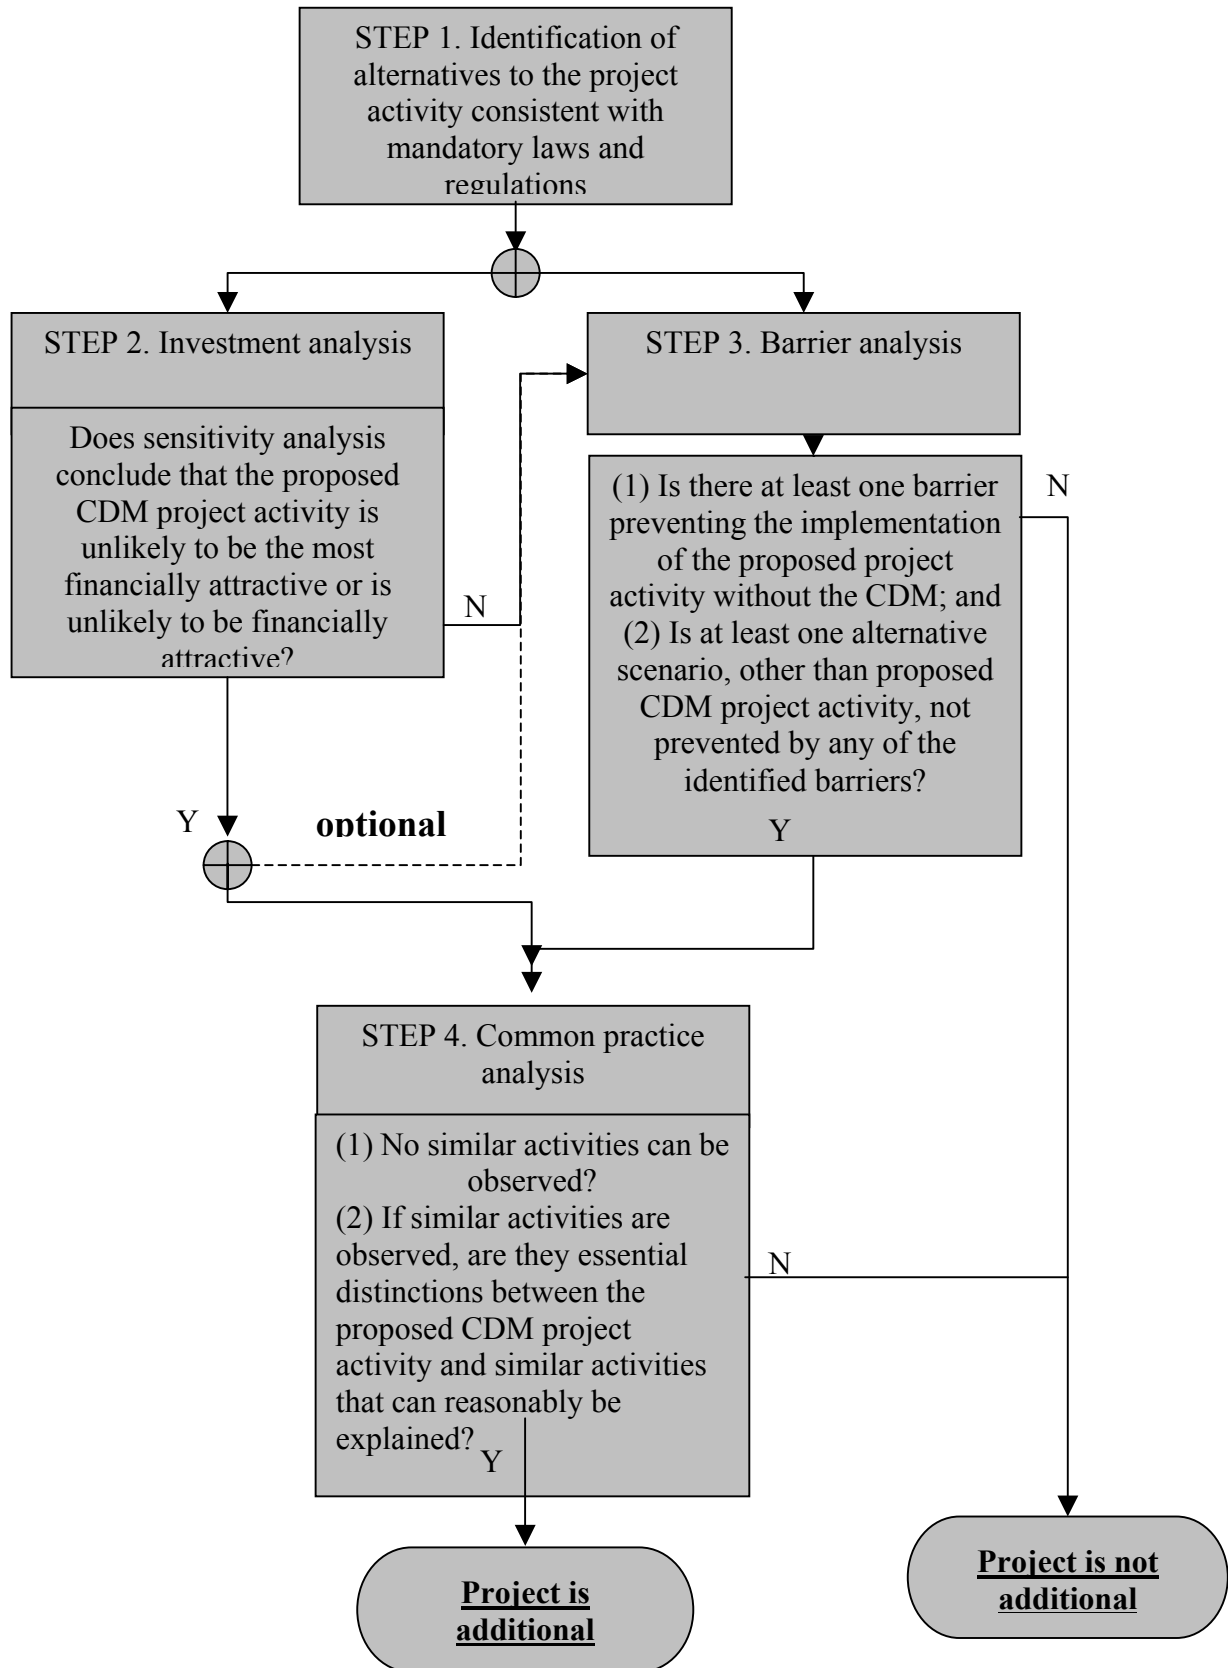 STEP 1. Identification of
alternatives to the project
activity consistent with
mandatory laws and
regulations
STEP 2. Investment analysis
Does sensitivity analysis
conclude that the proposed
CDM project activity is
unlikely to be the most
financially attractive or is
unlikely to be financially
attractive?
N
Y
optional
STEP 3. Barrier analysis
(1) Is there at least one barrier
preventing the implementation
of the proposed project
activity without the CDM; and
(2) Is at least one alternative
scenario, other than proposed
CDM project activity, not
prevented by any of the
identified barriers?
N
Y
STEP 4. Common practice
analysis
(1) No similar activities can be
observed?
(2) If similar activities are
observed, are they essential
distinctions between the
proposed CDM project
activity and similar activities
that can reasonably be
explained?
N
Y
Project is
additional
Project is not
additional